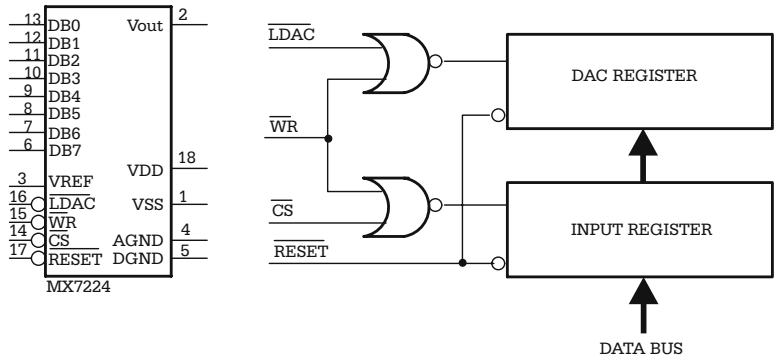 13 DB0 Vout 2
12 DB1
11 DB2
10 DB3
9 DB4
8 DB5
7 DB6
6 DB7
VDD 18
3 VREF
16 LDAC VSS 1
15 WR
14 CS AGND 4
17 RESET DGND 5
MX7224
LDAC
DAC REGISTER
WR
CS
INPUT REGISTER
RESET
DATA BUS